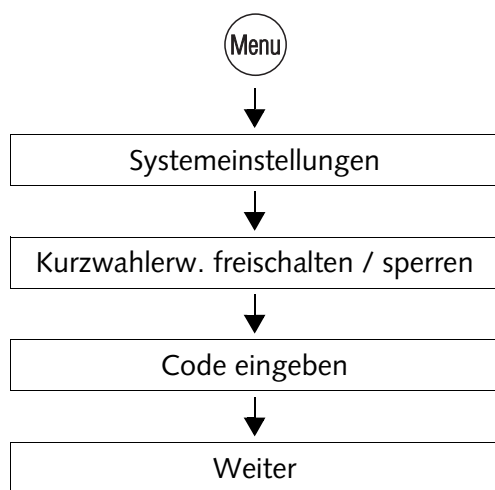 Menu
Systemeinstellungen
Kurzwahlerw. freischalten / sperren
Code eingeben
Weiter